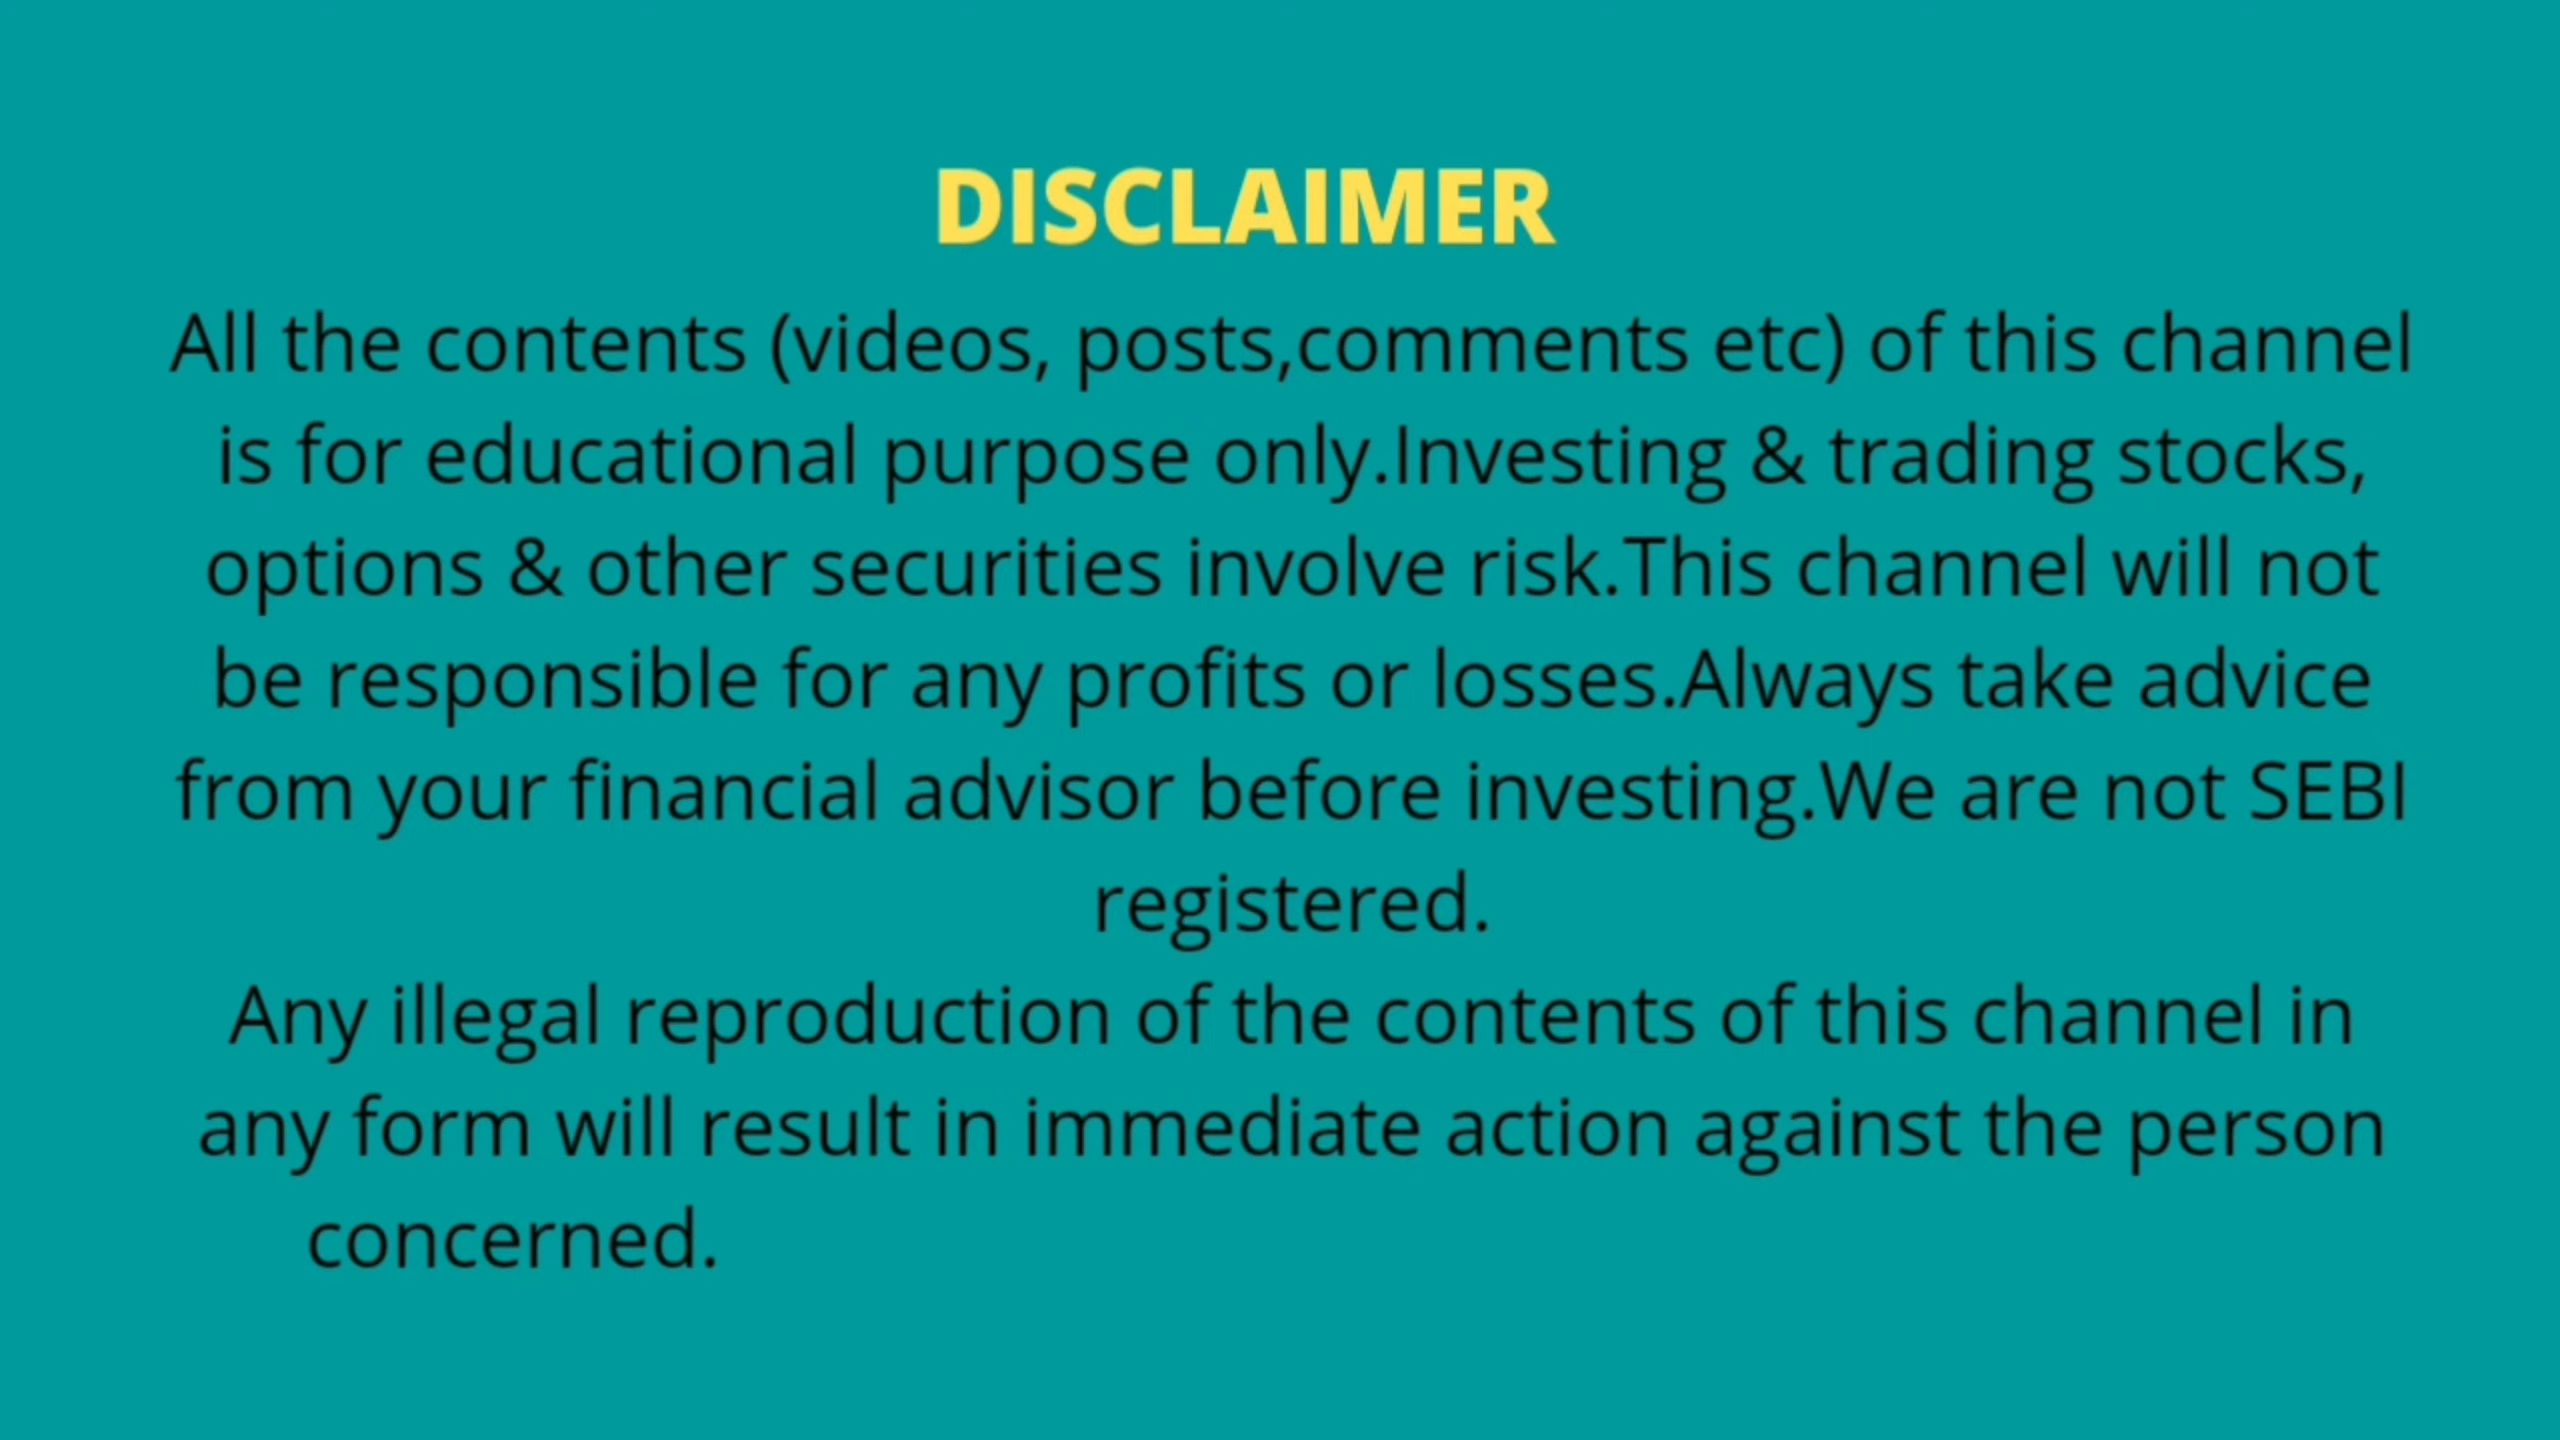 DISCLAIMER
All the contents (videos, posts,comments etc) of this channel
is for educational purpose only.Investing & trading stocks,
options & other securities involve risk.This channel will not
be responsible for any profits or losses.Always take advice
from your financial advisor before investing.We are not SEBI
registered.
Any illegal reproduction of the contents of this channel in
any form will result in immediate action against the person
concerned.